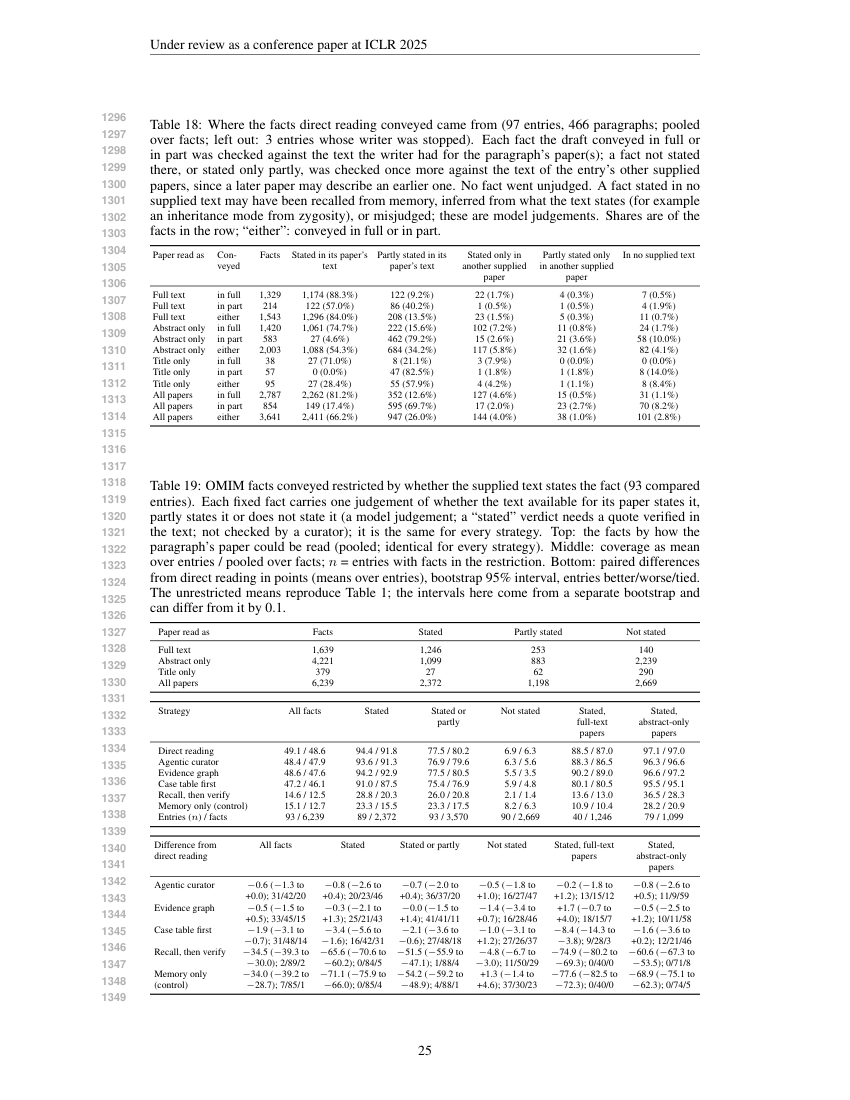 Under review as a conference paper at ICLR 2025
1296
1297
1298
1299
1300
1301
1302
1303
1304
1305
1306
1307
1308
1309
1310
1311
1312
1313
1314
1315
1316
1317
1318
1319
1320
1321
1322
1323
1324
1325
1326
1327
1328
1329
1330
1331
1332
1333
1334
1335
1336
1337
1338
1339
1340
1341
1342
1343
1344
1345
1346
1347
1348
1349
Table 18: Where the facts direct reading conveyed came from (97 entries, 466 paragraphs; pooled
over facts; left out: 3 entries whose writer was stopped). Each fact the draft conveyed in full or
in part was checked against the text the writer had for the paragraph's paper(s); a fact not stated
there, or stated only partly, was checked once more against the text of the entry's other supplied
papers, since a later paper may describe an earlier one. No fact went unjudged. A fact stated in no
supplied text may have been recalled from memory, inferred from what the text states (for example
an inheritance mode from zygosity), or misjudged; these are model judgements. Shares are of the
facts in the row; “either”: conveyed in full or in part.
Paper read as Con-veyed Facts Stated in its paper's text Partly stated in its paper's text Stated only in another supplied paper Partly stated only in another supplied paper In no supplied text
Full text in full 1,329 1,174 (88.3%) 122 (9.2%) 22 (1.7%) 4 (0.3%) 7 (0.5%)
Full text in part 214 122 (57.0%) 86 (40.2%) 1 (0.5%) 1 (0.5%) 4 (1.9%)
Full text either 1,543 1,296 (84.0%) 208 (13.5%) 23 (1.5%) 5 (0.3%) 11 (0.7%)
Abstract only in full 1,420 1,061 (74.7%) 222 (15.6%) 102 (7.2%) 11 (0.8%) 24 (1.7%)
Abstract only in part 583 27 (4.6%) 462 (79.2%) 15 (2.6%) 21 (3.6%) 58 (10.0%)
Abstract only either 2,003 1,088 (54.3%) 684 (34.2%) 117 (5.8%) 32 (1.6%) 82 (4.1%)
Title only in full 38 27 (71.0%) 8 (21.1%) 3 (7.9%) 0 (0.0%) 0 (0.0%)
Title only in part 57 0 (0.0%) 47 (82.5%) 1 (1.8%) 1 (1.8%) 8 (14.0%)
Title only either 95 27 (28.4%) 55 (57.9%) 4 (4.2%) 1 (1.1%) 8 (8.4%)
All papers in full 2,787 2,262 (81.2%) 352 (12.6%) 127 (4.6%) 15 (0.5%) 31 (1.1%)
All papers in part 854 149 (17.4%) 595 (69.7%) 17 (2.0%) 23 (2.7%) 70 (8.2%)
All papers either 3,641 2,411 (66.2%) 947 (26.0%) 144 (4.0%) 38 (1.0%) 101 (2.8%)
Table 19: OMIM facts conveyed restricted by whether the supplied text states the fact (93 compared
entries). Each fixed fact carries one judgement of whether the text available for its paper states it,
partly states it or does not state it (a model judgement; a “stated” verdict needs a quote verified in
the text; not checked by a curator); it is the same for every strategy. Top: the facts by how the
paragraph's paper could be read (pooled; identical for every strategy). Middle: coverage as mean
over entries / pooled over facts; n = entries with facts in the restriction. Bottom: paired differences
from direct reading in points (means over entries), bootstrap 95% interval, entries better/worse/tied.
The unrestricted means reproduce Table 1; the intervals here come from a separate bootstrap and
can differ from it by 0.1.
Paper read as Facts Stated Partly stated Not stated
Full text 1,639 1,246 253 140
Abstract only 4,221 1,099 883 2,239
Title only 379 27 62 290
All papers 6,239 2,372 1,198 2,669
Strategy All facts Stated Stated or partly Not stated Stated, full-text papers Stated, abstract-only papers
Direct reading 49.1 / 48.6 94.4 / 91.8 77.5 / 80.2 6.9 / 6.3 88.5 / 87.0 97.1 / 97.0
Agentic curator 48.4 / 47.9 93.6 / 91.3 76.9 / 79.6 6.3 / 5.6 88.3 / 86.5 96.3 / 96.6
Evidence graph 48.6 / 47.6 94.2 / 92.9 77.5 / 80.5 5.5 / 3.5 90.2 / 89.0 96.6 / 97.2
Case table first 47.2 / 46.1 91.0 / 87.5 75.4 / 76.9 5.9 / 4.8 80.1 / 80.5 95.5 / 95.1
Recall, then verify 14.6 / 12.5 28.8 / 20.3 26.0 / 20.8 2.1 / 1.4 13.6 / 13.0 36.5 / 28.3
Memory only (control) 15.1 / 12.7 23.3 / 15.5 23.3 / 17.5 8.2 / 6.3 10.9 / 10.4 28.2 / 20.9
Entries (n) / facts 93 / 6,239 89 / 2,372 93 / 3,570 90 / 2,669 40 / 1,246 79 / 1,099
Difference from direct reading All facts Stated Stated or partly Not stated Stated, full-text papers Stated, abstract-only papers
Agentic curator −0.6 (−1.3 to −0.8 (−2.6 to −0.7 (−2.0 to −0.5 (−1.8 to −0.2 (−1.8 to −0.8 (−2.6 to
+0.0); 31/42/20 +0.4); 20/23/46 +0.4); 36/37/20 +1.0); 16/27/47 +1.2); 13/15/12 +0.5); 11/9/59
Evidence graph −0.5 (−1.5 to −0.3 (−2.1 to −0.0 (−1.5 to −1.4 (−3.4 to +1.7 (−0.7 to −0.5 (−2.5 to
+0.5); 33/45/15 +1.3); 25/21/43 +1.4); 41/41/11 +0.7); 16/28/46 +4.0); 18/15/7 +1.2); 10/11/58
Case table first −1.9 (−3.1 to −3.4 (−5.6 to −2.1 (−3.6 to −1.0 (−3.1 to −8.4 (−14.3 to −1.6 (−3.6 to
−0.7); 31/48/14 −1.6); 16/42/31 −0.6); 27/48/18 +1.2); 27/26/37 −3.8); 9/28/3 +0.2); 12/21/46
Recall, then verify −34.5 (−39.3 to −65.6 (−70.6 to −51.5 (−55.9 to −4.8 (−6.7 to −74.9 (−80.2 to −60.6 (−67.3 to
−30.0); 2/89/2 −60.2); 0/84/5 −47.1); 1/88/4 −3.0); 11/50/29 −69.3); 0/40/0 −53.5); 0/71/8
Memory only −34.0 (−39.2 to −71.1 (−75.9 to −54.2 (−59.2 to +1.3 (−1.4 to −77.6 (−82.5 to −68.9 (−75.1 to
(control) −28.7); 7/85/1 −66.0); 0/85/4 −48.9); 4/88/1 +4.6); 37/30/23 −72.3); 0/40/0 −62.3); 0/74/5
25